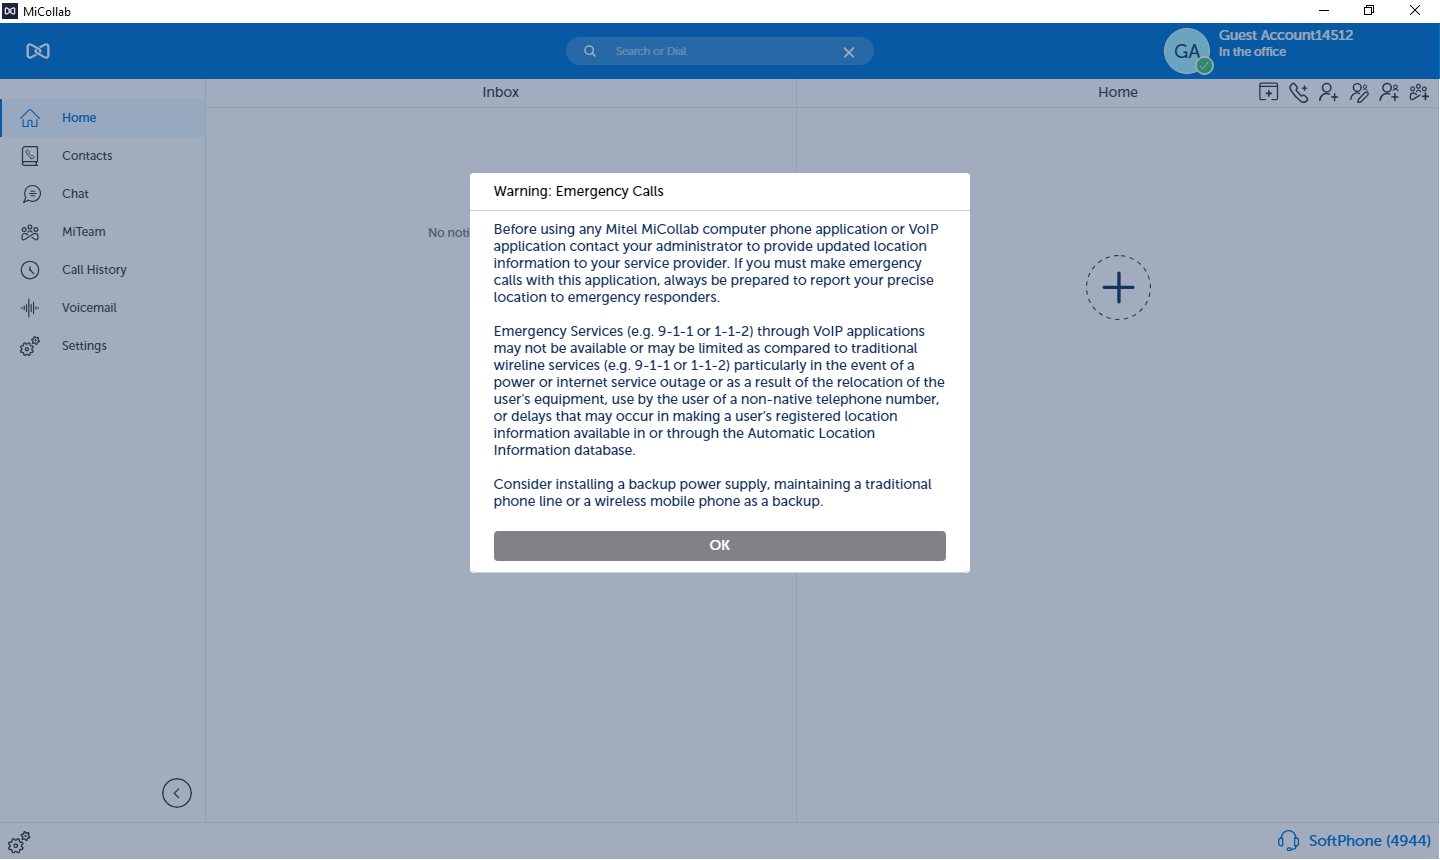 MiCollab
Search or Dial
GA
Guest Account14512
In the office
Inbox
Home
Home
Contacts
Chat
MiTeam
Call History
Voicemail
Settings
No noti
Warning: Emergency Calls
Before using any Mitel MiCollab computer phone application or VoIP
application contact your administrator to provide updated location
information to your service provider. If you must make emergency
calls with this application, always be prepared to report your precise
location to emergency responders.
Emergency Services (e.g. 9-1-1 or 1-1-2) through VoIP applications
may not be available or may be limited as compared to traditional
wireline services (e.g. 9-1-1 or 1-1-2) particularly in the event of a
power or internet service outage or as a result of the relocation of the
user's equipment, use by the user of a non-native telephone number,
or delays that may occur in making a user’s registered location
information available in or through the Automatic Location
Information database.
Consider installing a backup power supply, maintaining a traditional
phone line or a wireless mobile phone as a backup.
OK
SoftPhone (4944)